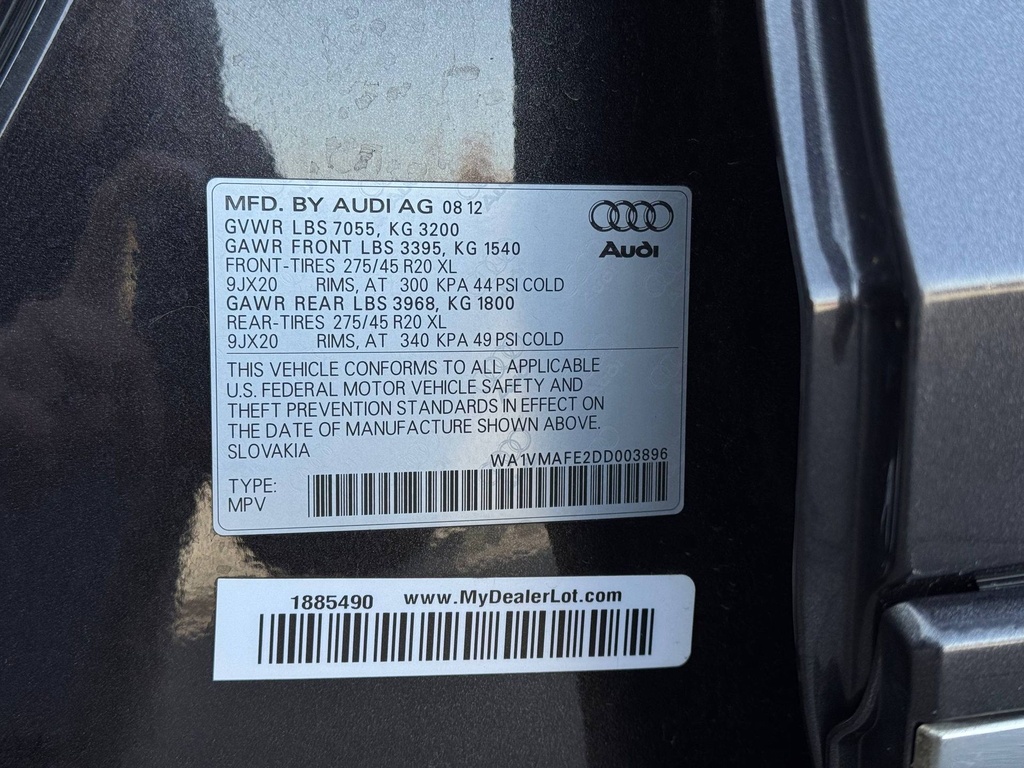 MFD. BY AUDI AG 08 12
GVWR LBS 7055, KG 3200
GAWR FRONT LBS 3395, KG 1540
FRONT-TIRES 275/45 R20 XL
9JX20 RIMS, AT 300 KPA 44 PSI COLD
GAWR REAR LBS 3968, KG 1800
REAR-TIRES 275/45 R20 XL
9JX20 RIMS, AT 340 KPA 49 PSI COLD
Audi
THIS VEHICLE CONFORMS TO ALL APPLICABLE
U.S. FEDERAL MOTOR VEHICLE SAFETY AND
THEFT PREVENTION STANDARDS IN EFFECT ON
THE DATE OF MANUFACTURE SHOWN ABOVE.
SLOVAKIA
WA1VMAFE2DD003896
TYPE:
MPV
1885490 www.MyDealerLot.com